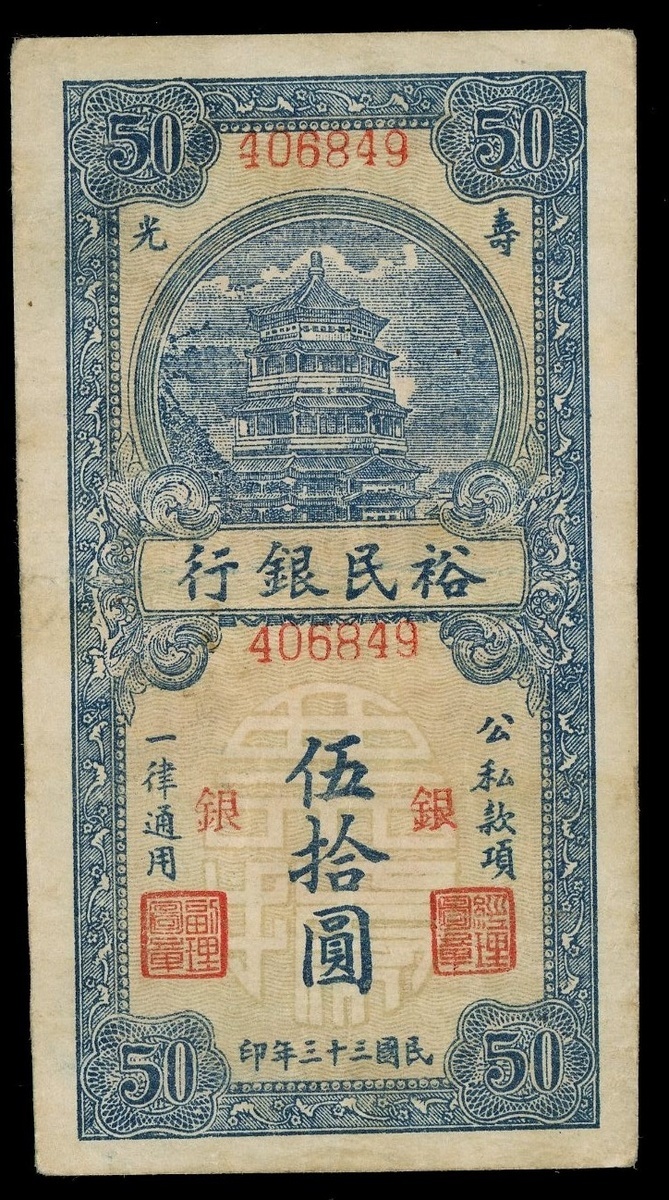 50
50
406849
壽光
裕民銀行
406849
公私款項
伍拾圓
一律通用
銀
銀
經理圖章
副理圖章
民國三十三年印
50
50